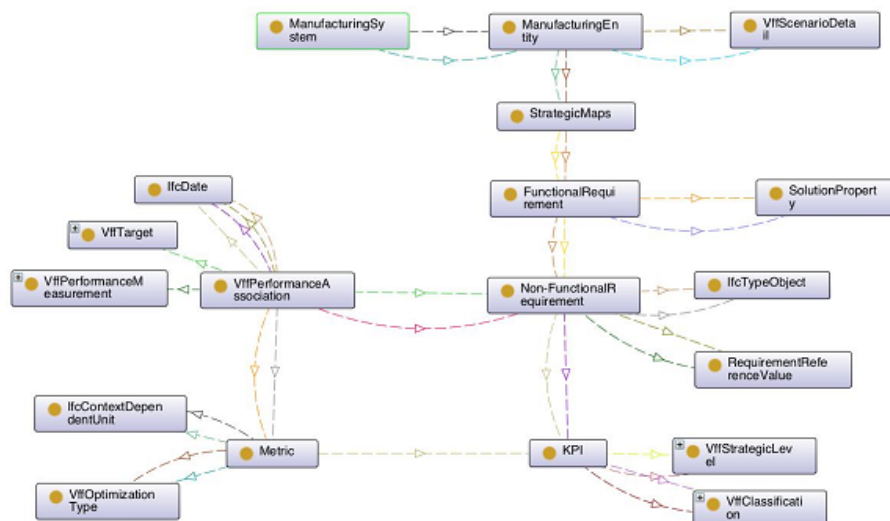 ManufacturingSy
stem
ManufacturingEn
tity
VffScenarioDeta
il
StrategicMaps
IfcDate
FunctionalRequi
rement
SolutionPropert
y
VffTarget
VffPerformanceM
easurement
VffPerformanceA
ssociation
Non-FunctionalR
equirement
IfcTypeObject
RequirementRefe
renceValue
IfcContextDepen
dentUnit
Metric
KPI
VffStrategicLev
el
VffOptimization
Type
VffClassificati
on